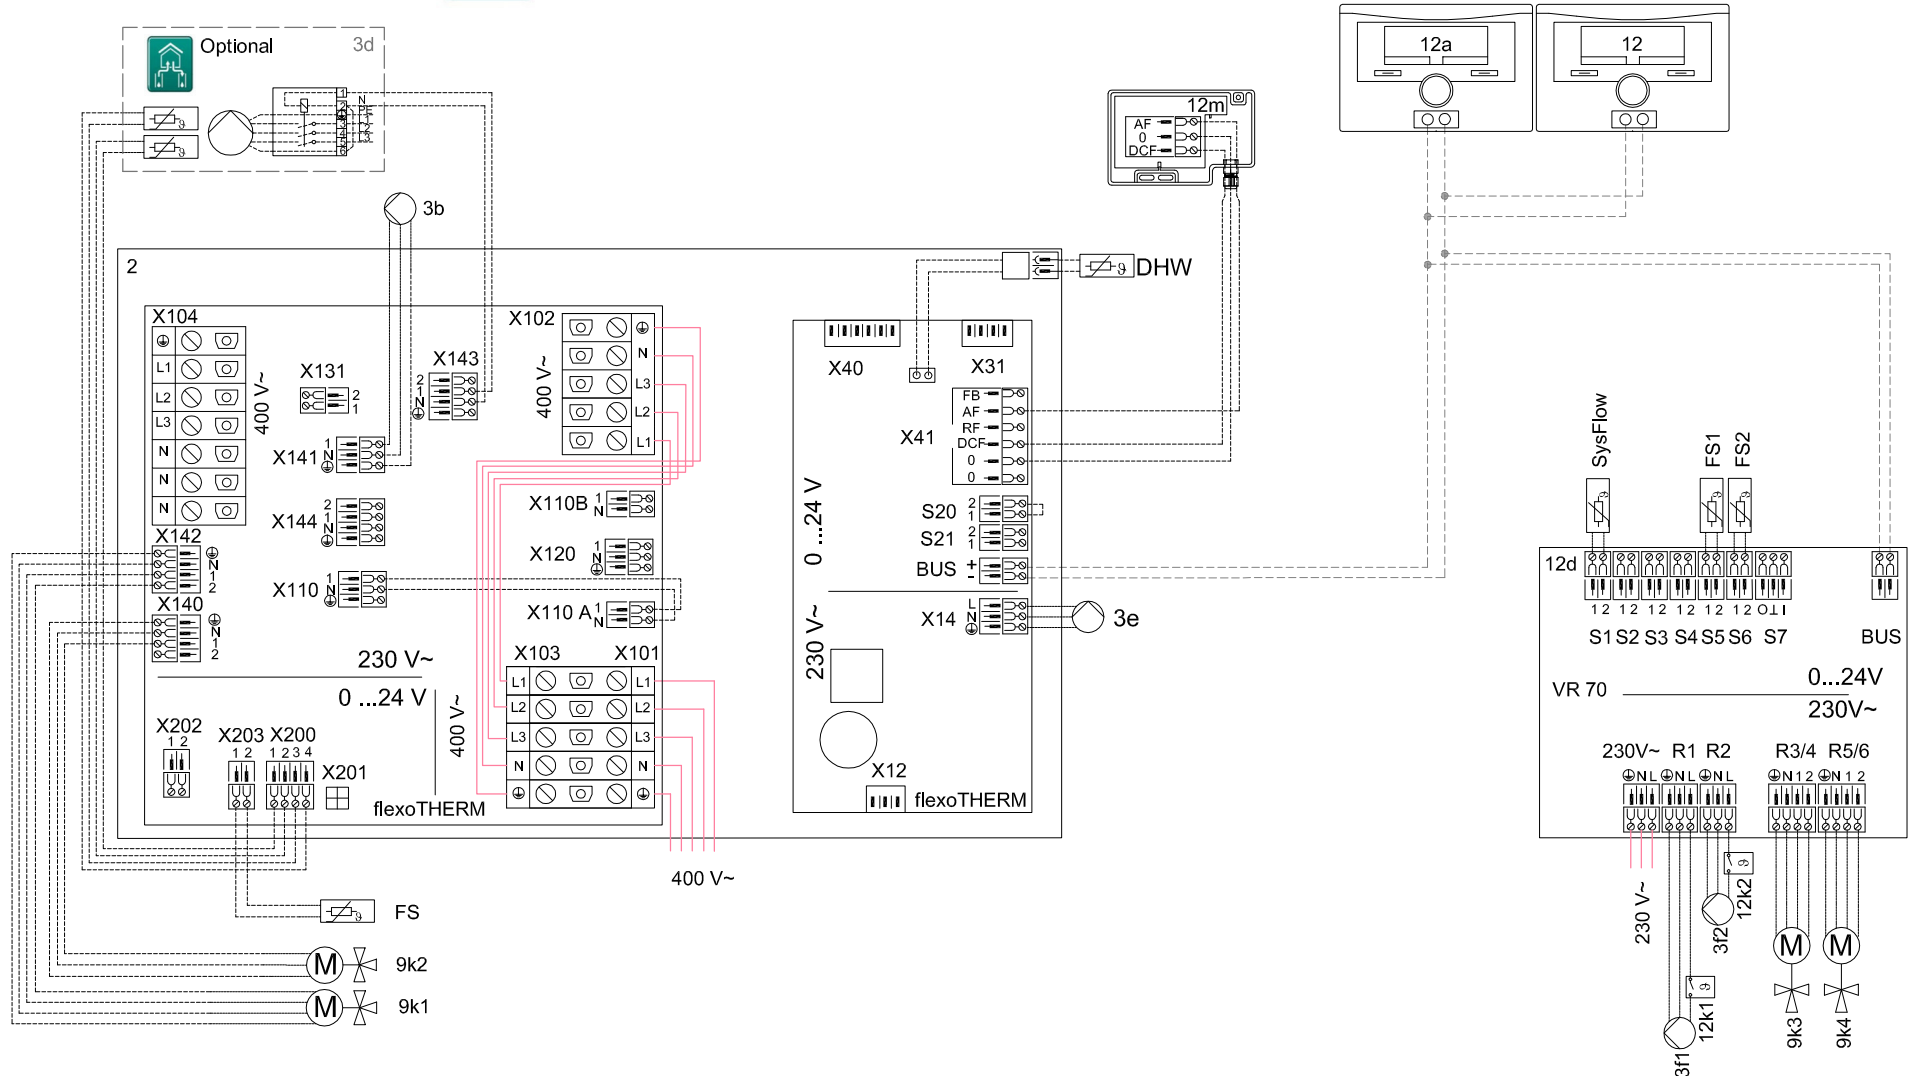 Optional 3d
1
2
3
4
5
6
ϑ
ϑ
3b
12a
12
12m
AF
0
DCF
2
ϑ DHW
X104
L1
L2
L3
N
N
N
400 V~
X131
2
1
X143
2
1
N
X102
N
L3
L2
L1
400 V~
X141
1
N
X144
2
1
N
X142
N
1
2
X140
N
1
2
X110
1
N
X110B
1
N
X120
1
N
X110 A
1
N
230 V~
0 ...24 V
X103 X101
L1 L1
L2 L2
L3 L3
N N
400 V~
X202
1 2
X203
1 2
X200
1 2 3 4
X201
flexoTHERM
400 V~
X40
X31
X41
FB
AF
RF
DCF
0
0
0 ...24 V
S20
2
1
S21
2
1
BUS
+
-
X14
L
N
3e
230 V~
X12
flexoTHERM
ϑ FS
M 9k2
M 9k1
SysFlow
FS1
FS2
ϑ ϑ ϑ
12d
1 2 1 2 1 2 1 2 1 2 1 2
S1 S2 S3 S4 S5 S6 S7 BUS
VR 70
0...24V
230V~
230V~ R1 R2 R3/4 R5/6
N L N L N L N 1 2 N 1 2
230 V~
ϑ
12k2
3f2
ϑ
12k1
3f1
M M
9k3
9k4